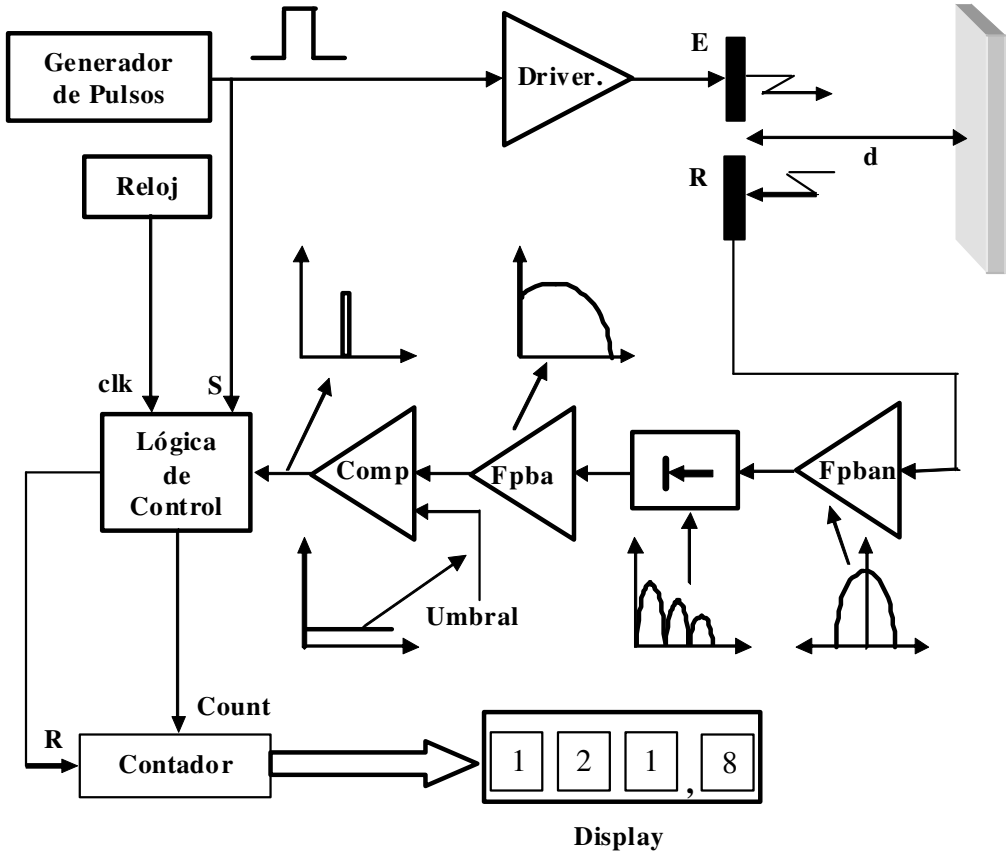 Generador
de Pulsos
Driver.
E
d
Reloj
R
clk
S
Lógica
de
Control
Comp
Fpba
Fpban
Umbral
Count
R
Contador
1 2 1 , 8
Display